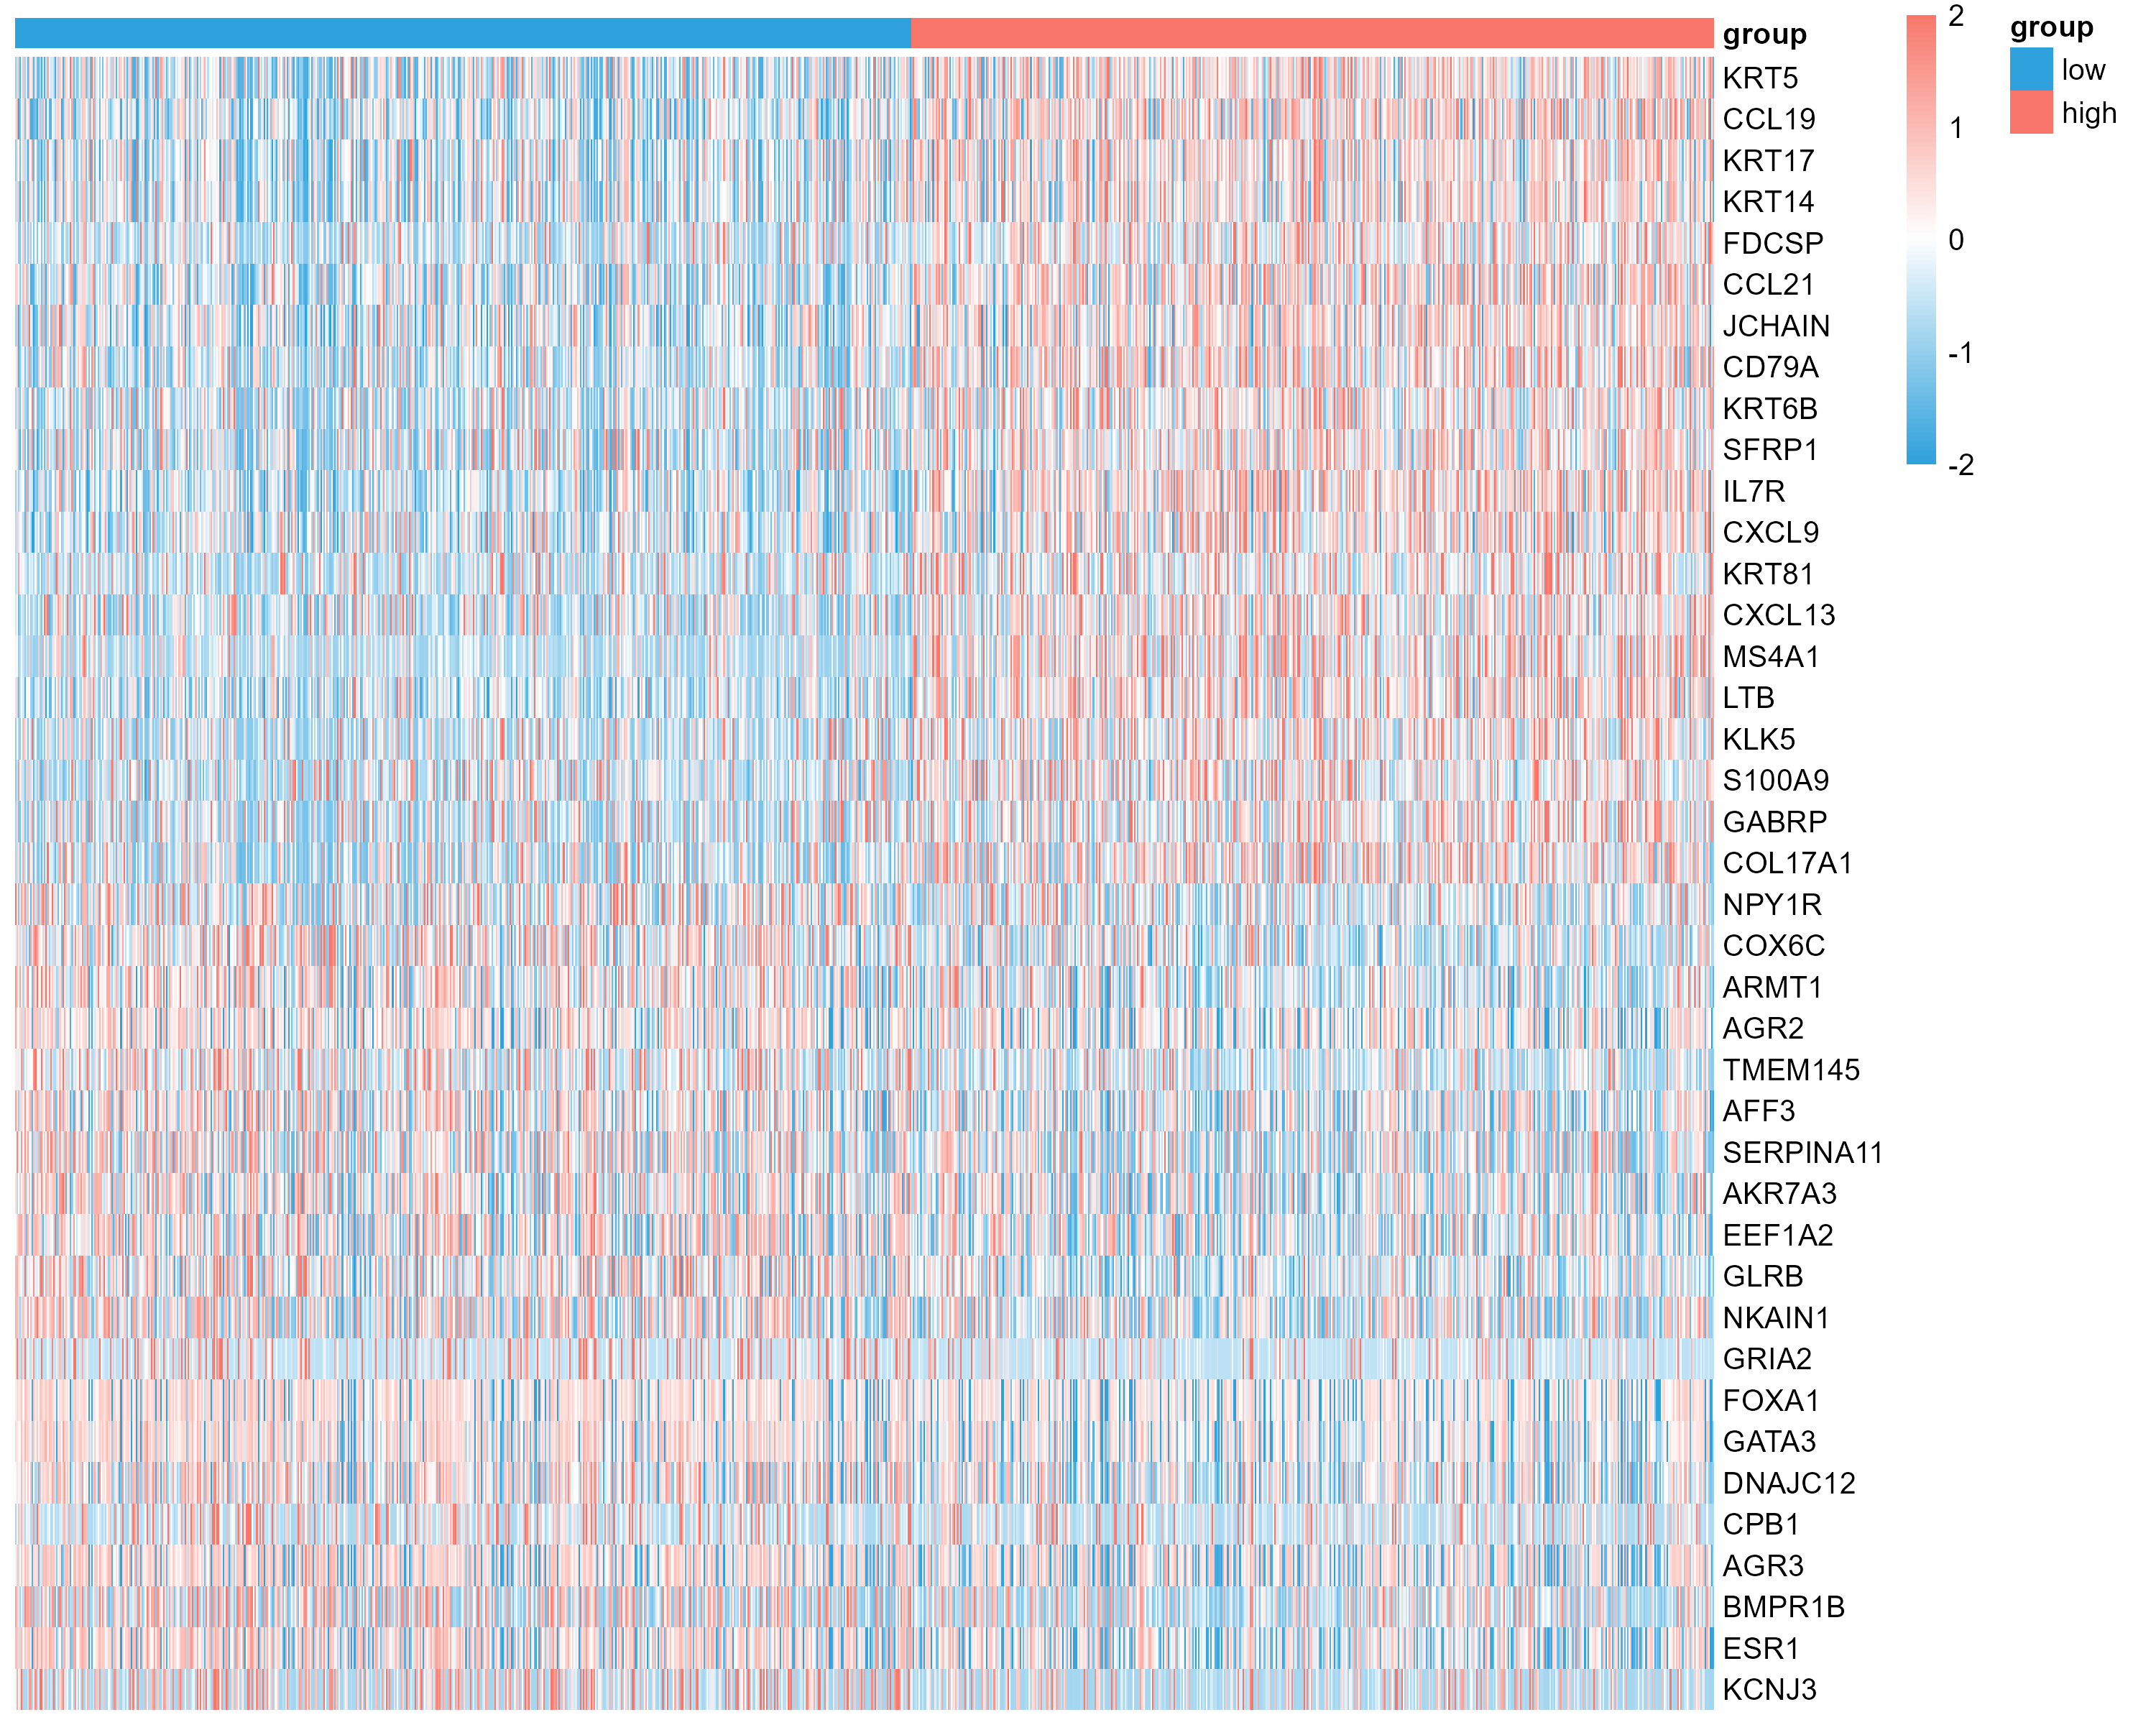 group
KRT5
CCL19
KRT17
KRT14
FDCSP
CCL21
JCHAIN
CD79A
KRT6B
SFRP1
IL7R
CXCL9
KRT81
CXCL13
MS4A1
LTB
KLK5
S100A9
GABRP
COL17A1
NPY1R
COX6C
ARMT1
AGR2
TMEM145
AFF3
SERPINA11
AKR7A3
EEF1A2
GLRB
NKAIN1
GRIA2
FOXA1
GATA3
DNAJC12
CPB1
AGR3
BMPR1B
ESR1
KCNJ3
2
1
0
-1
-2
group
low
high